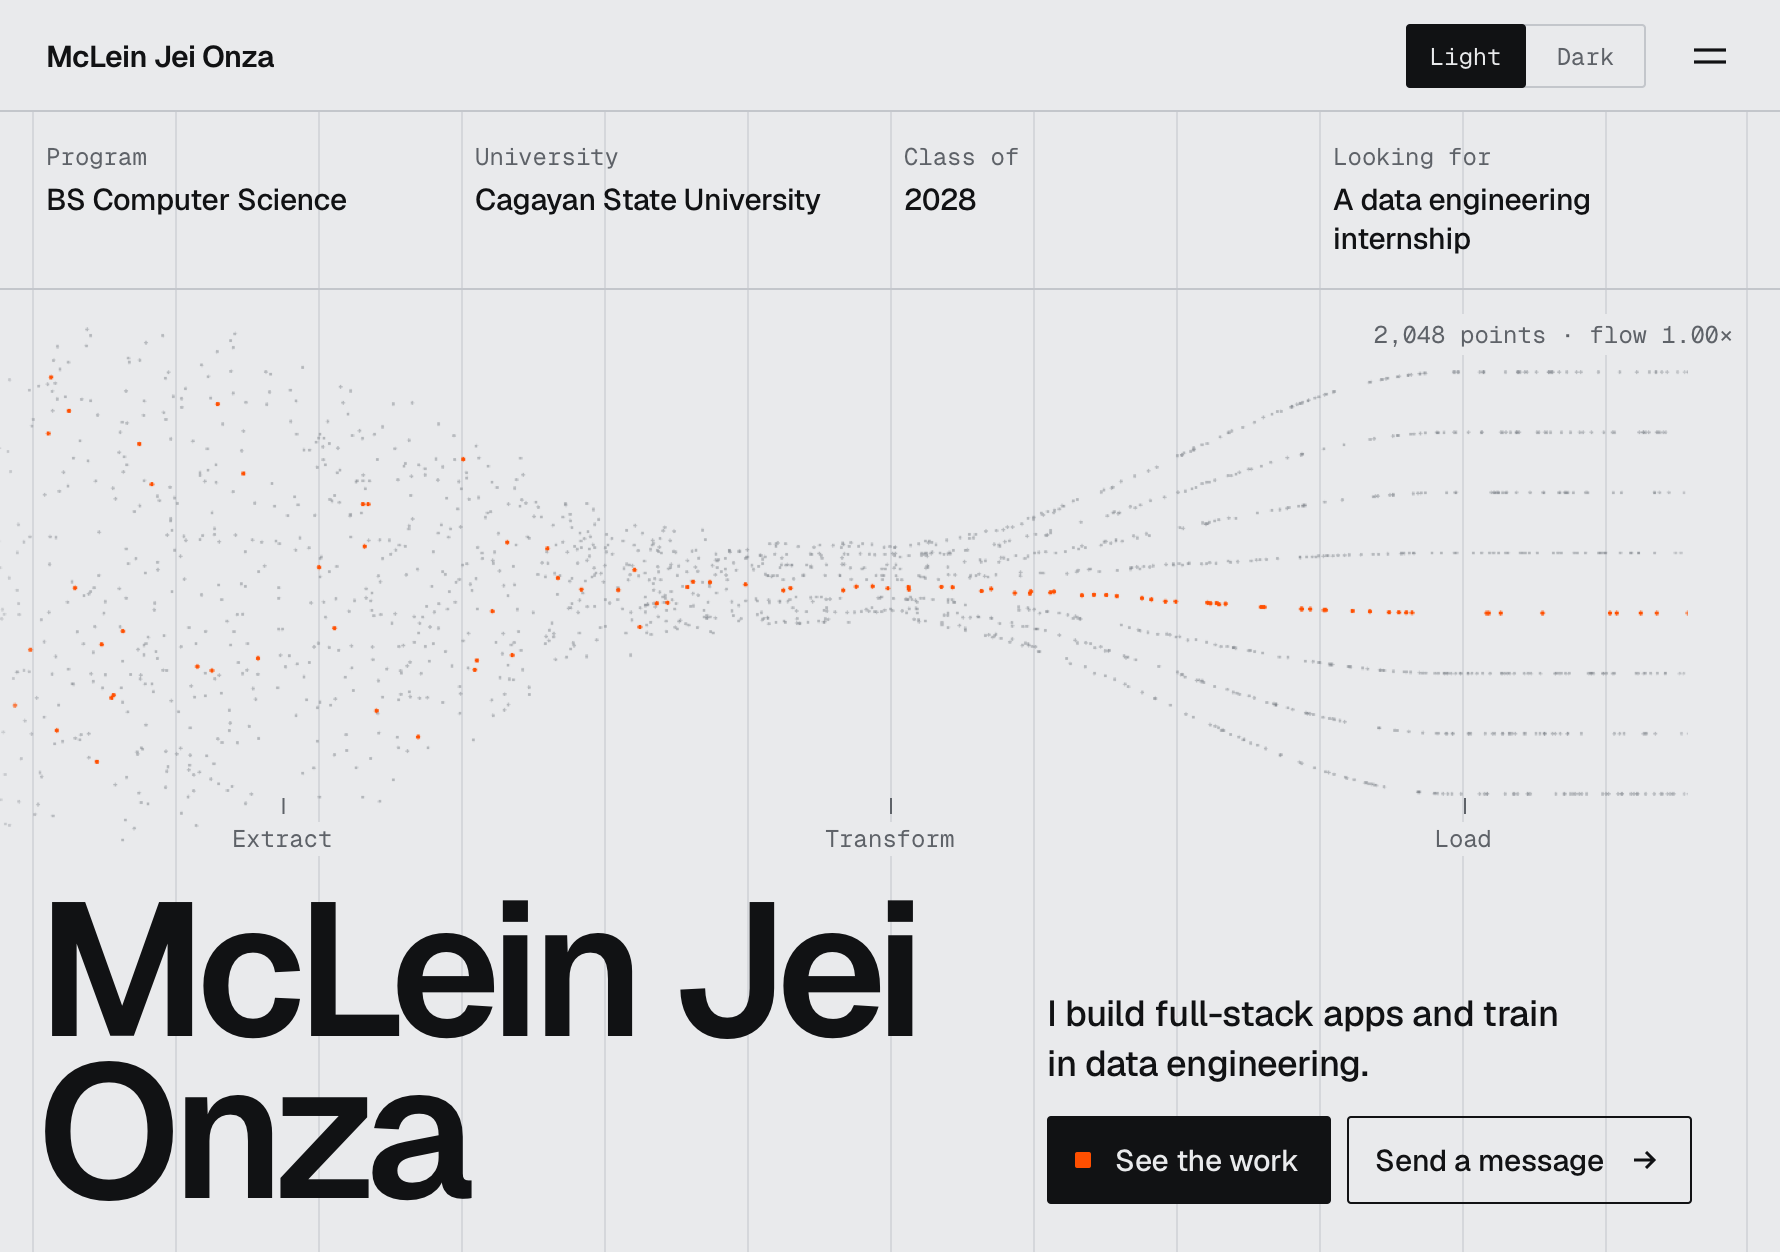 McLein Jei Onza
Light
Dark
Program
BS Computer Science
University
Cagayan State University
Class of
2028
Looking for
A data engineering
internship
2,048 points · flow 1.00×
Extract
Transform
Load
McLein Jei
Onza
I build full-stack apps and train
in data engineering.
See the work
Send a message →